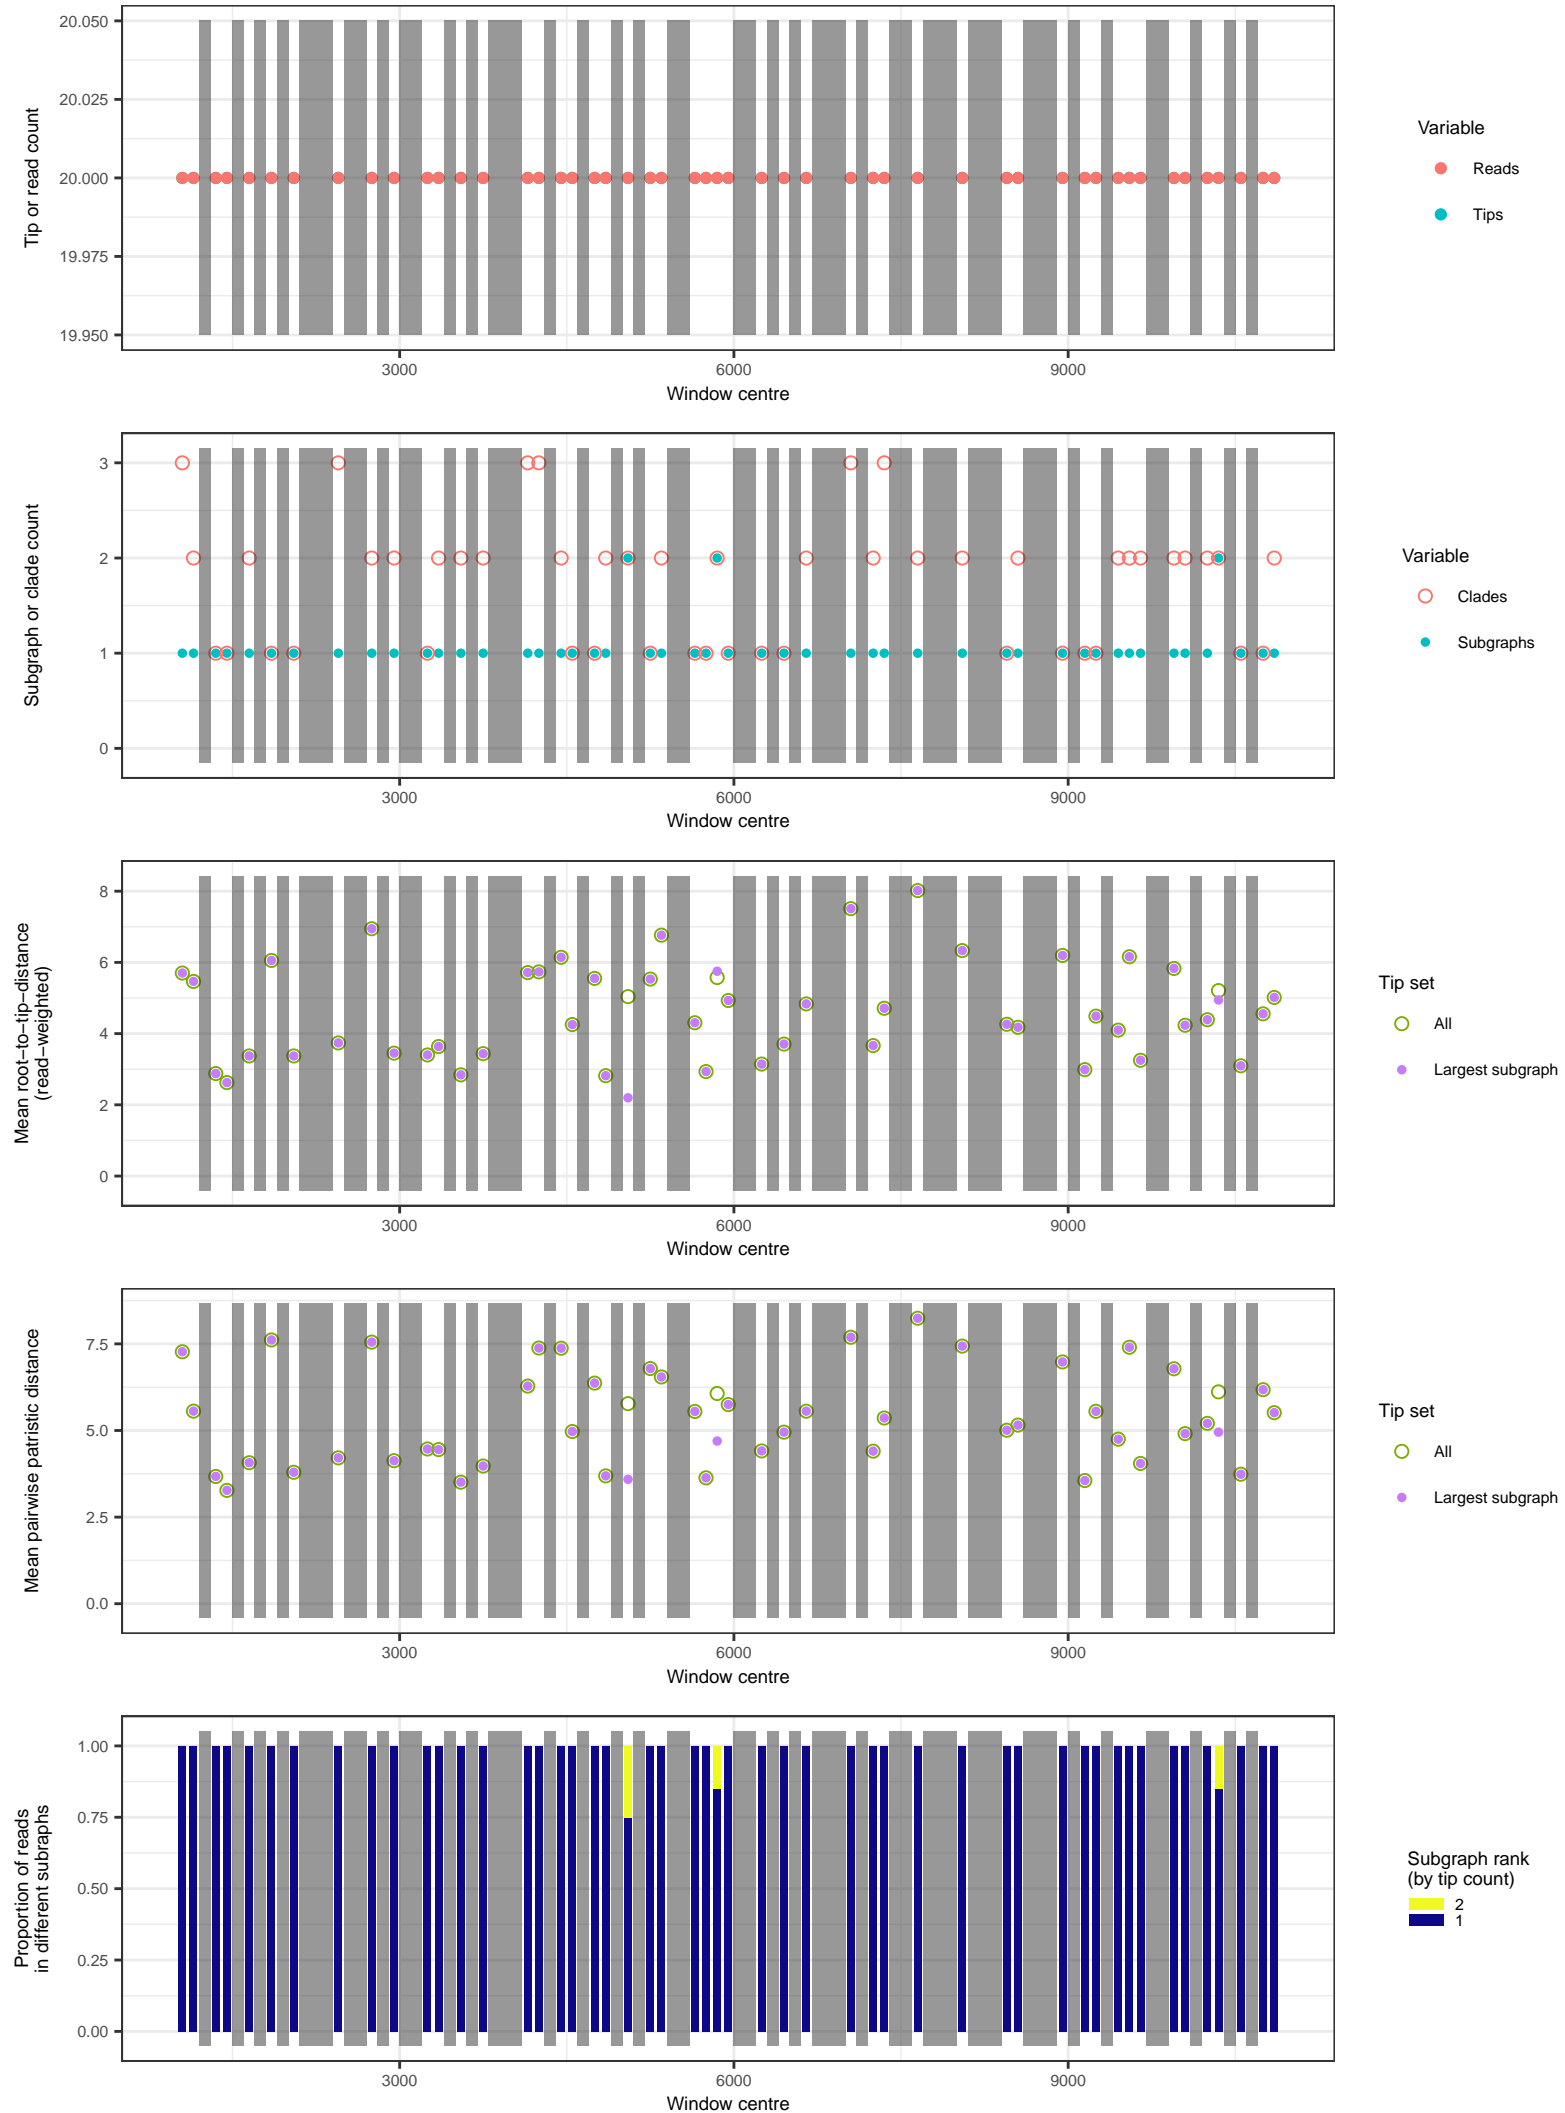 20.050
20.025
20.000
19.975
19.950
Tip or read count
3000
6000
9000
Window centre
Variable
Reads
Tips
3
2
1
0
Subgraph or clade count
3000
6000
9000
Window centre
Variable
Clades
Subgraphs
8
6
4
2
0
Mean root−to−tip−distance
(read−weighted)
3000
6000
9000
Window centre
Tip set
All
Largest subgraph
7.5
5.0
2.5
0.0
Mean pairwise patristic distance
3000
6000
9000
Window centre
Tip set
All
Largest subgraph
1.00
0.75
0.50
0.25
0.00
Proportion of reads
in different subraphs
3000
6000
9000
Window centre
Subgraph rank
(by tip count)
2
1